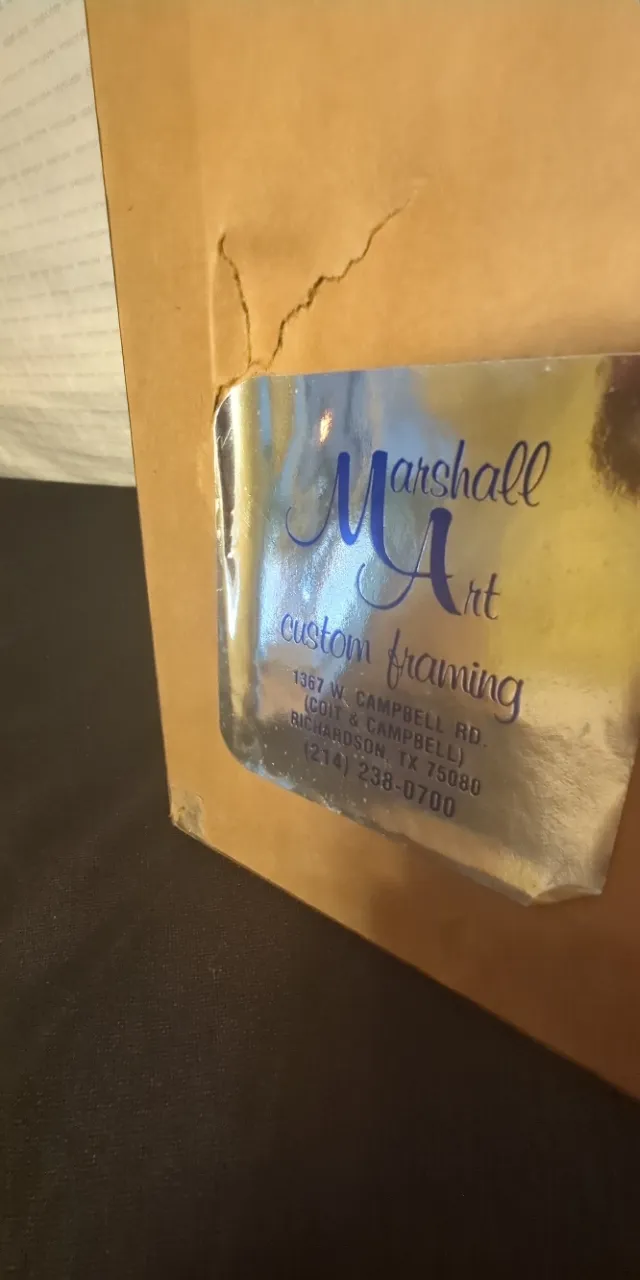 Marshall
Art
custom framing
1367 W. CAMPBELL RD.
(COIT & CAMPBELL)
RICHARDSON, TX 75080
(214) 238-0700